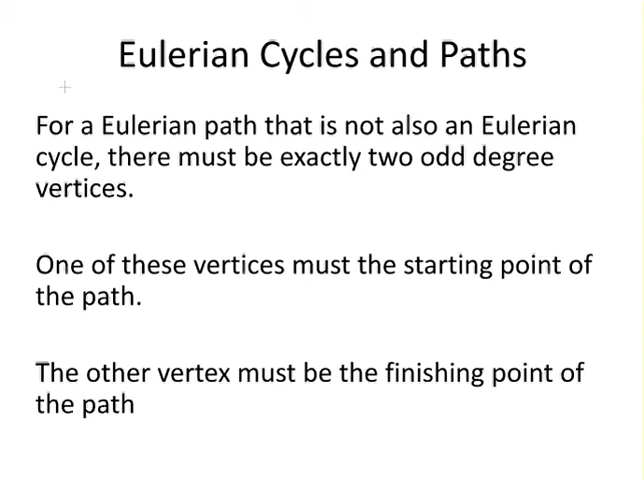 Eulerian Cycles and Paths
For a Eulerian path that is not also an Eulerian
cycle, there must be exactly two odd degree
vertices.
One of these vertices must the starting point of
the path.
The other vertex must be the finishing point of
the path